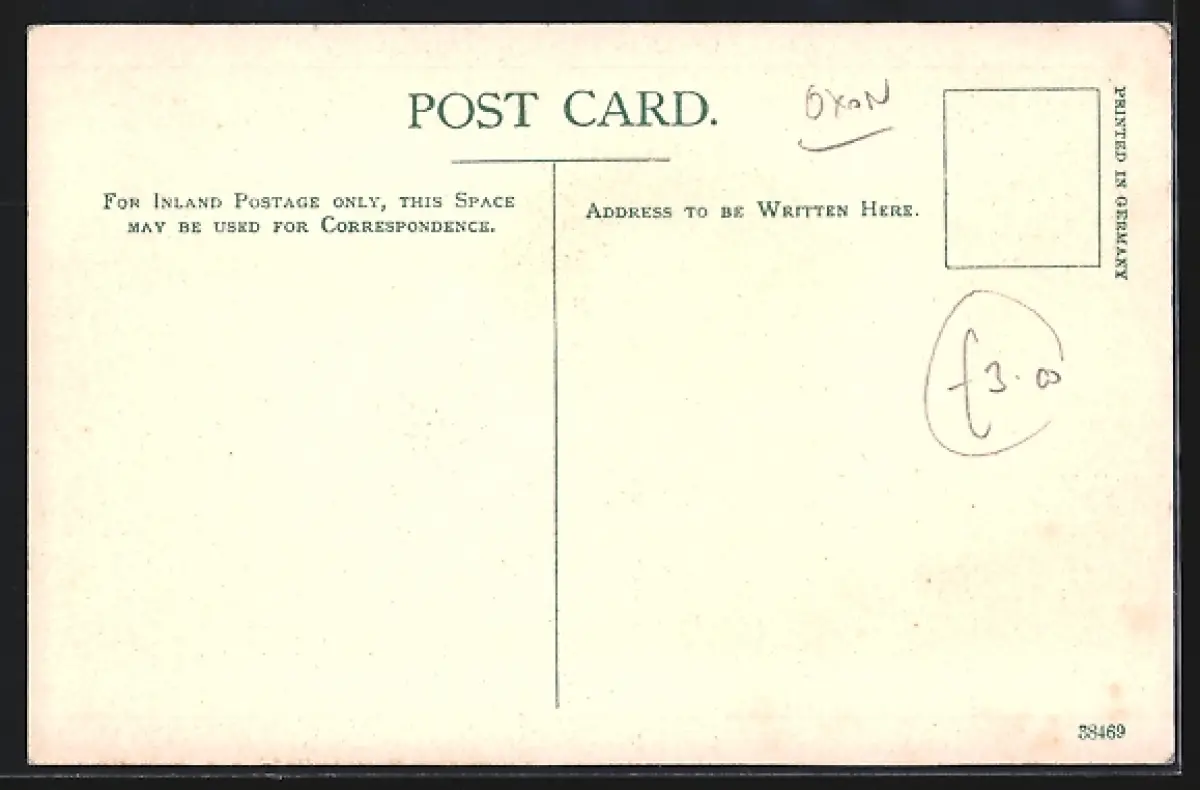 POST CARD.
OXON
FOR INLAND POSTAGE ONLY, THIS SPACE
MAY BE USED FOR CORRESPONDENCE.
ADDRESS TO BE WRITTEN HERE.
PRINTED IN GERMANY
£3.00
38469